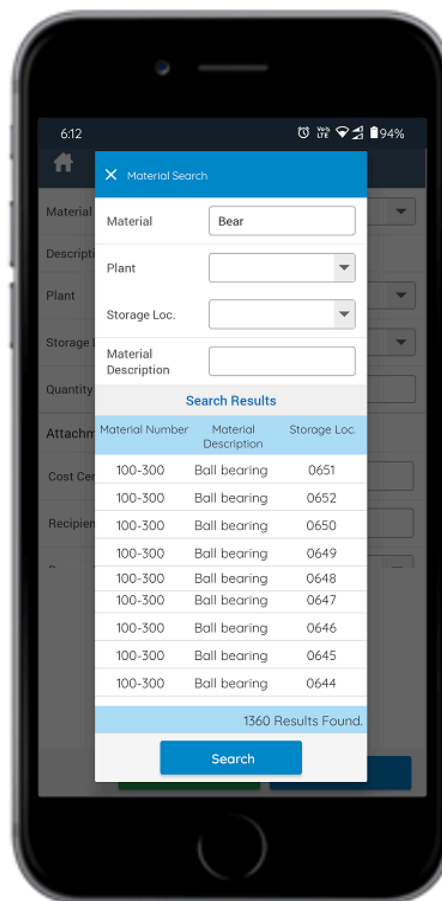 6:12
VoD LTE 94%
Material Search
Material
Bear
Plant
Storage Loc.
Material
Description
Search Results
Material Number Material Description Storage Loc.
100-300 Ball bearing 0651
100-300 Ball bearing 0652
100-300 Ball bearing 0650
100-300 Ball bearing 0649
100-300 Ball bearing 0648
100-300 Ball bearing 0647
100-300 Ball bearing 0646
100-300 Ball bearing 0645
100-300 Ball bearing 0644
1360 Results Found.
Search
Material
Descripti
Plant
Storage
Quantity
Attachm
Cost Cer
Recipien